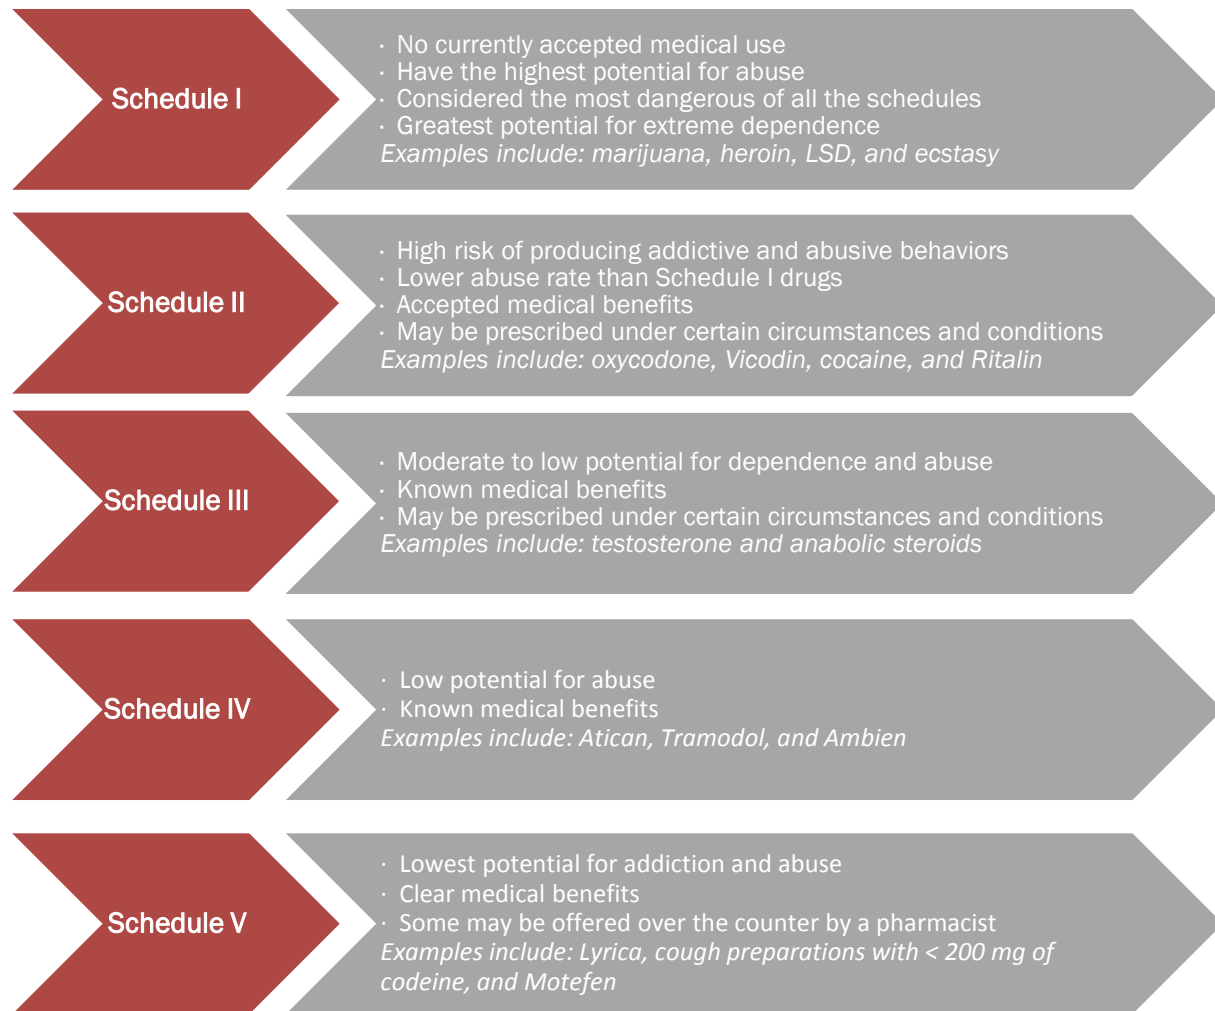 Schedule I
· No currently accepted medical use
· Have the highest potential for abuse
· Considered the most dangerous of all the schedules
· Greatest potential for extreme dependence
Examples include: marijuana, heroin, LSD, and ecstasy
Schedule II
· High risk of producing addictive and abusive behaviors
· Lower abuse rate than Schedule I drugs
· Accepted medical benefits
· May be prescribed under certain circumstances and conditions
Examples include: oxycodone, Vicodin, cocaine, and Ritalin
Schedule III
· Moderate to low potential for dependence and abuse
· Known medical benefits
· May be prescribed under certain circumstances and conditions
Examples include: testosterone and anabolic steroids
Schedule IV
· Low potential for abuse
· Known medical benefits
Examples include: Atican, Tramodol, and Ambien
Schedule V
· Lowest potential for addiction and abuse
· Clear medical benefits
· Some may be offered over the counter by a pharmacist
Examples include: Lyrica, cough preparations with < 200 mg of
codeine, and Motefen